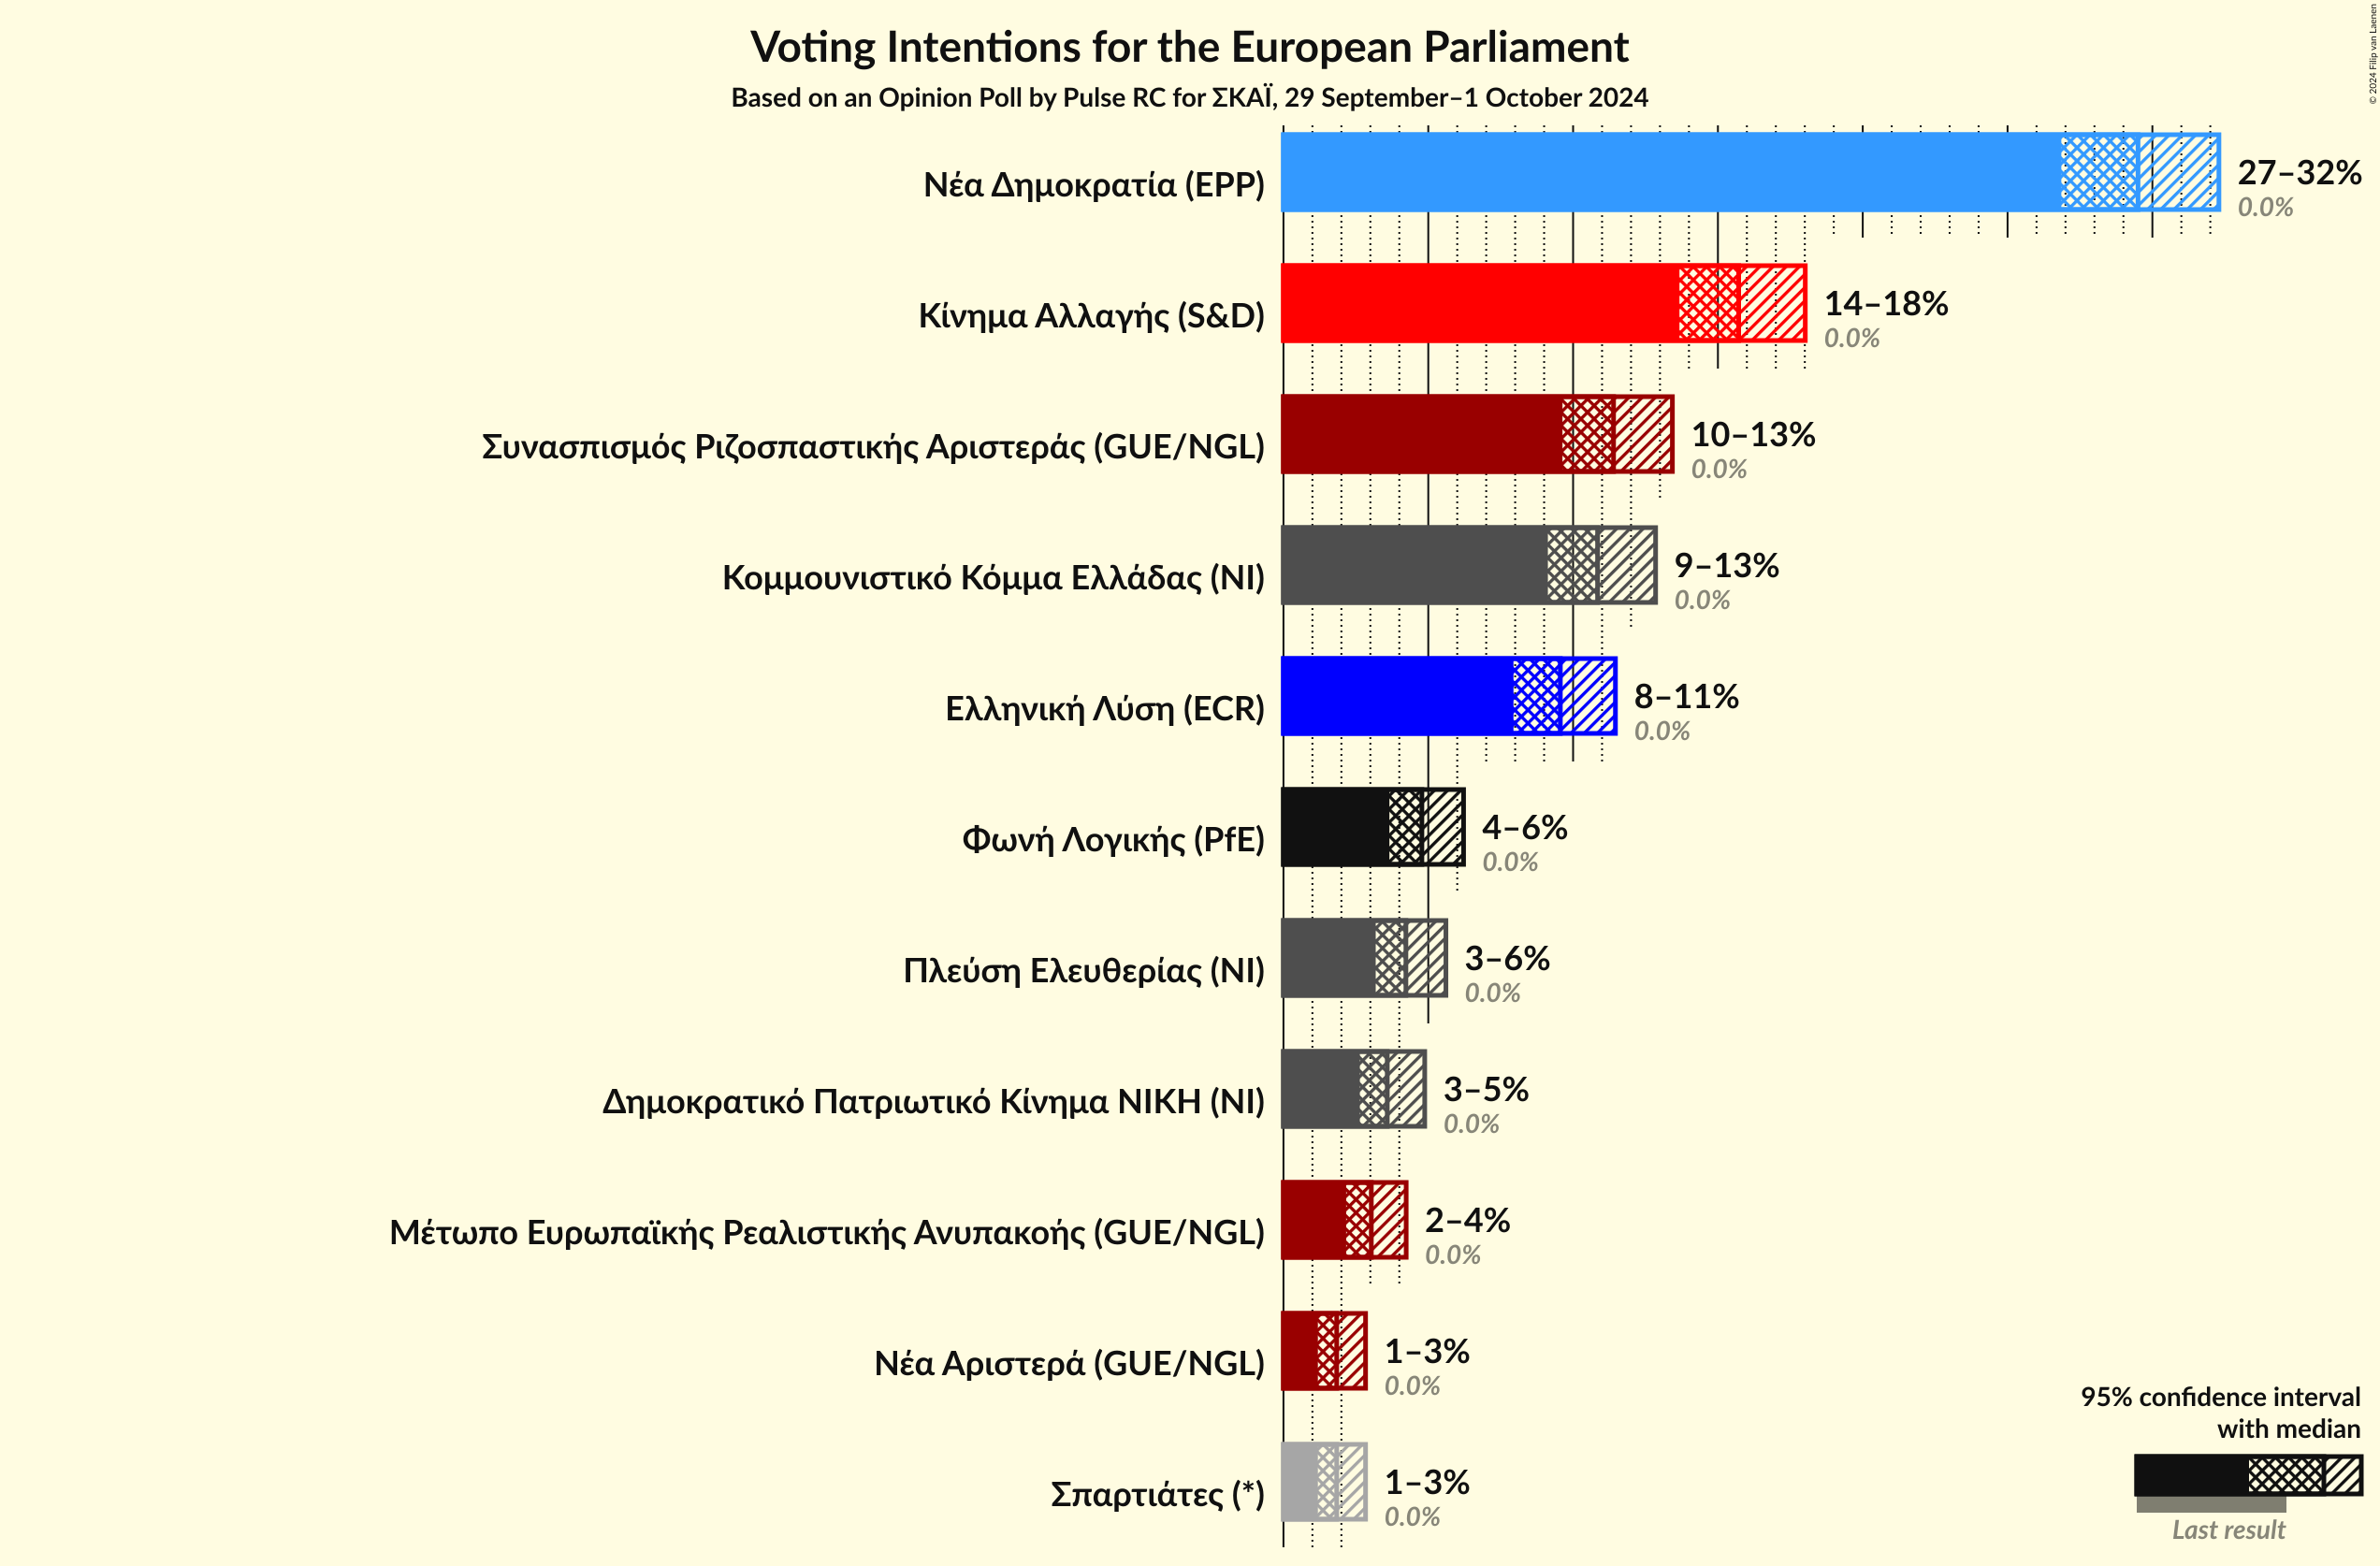 Voting Intentions for the European Parliament
Based on an Opinion Poll by Pulse RC for ΣΚΑΪ, 29 September–1 October 2024
© 2024 Filip van Laenen
Νέα Δημοκρατία (EPP)
27–32%
0.0%
Κίνημα Αλλαγής (S&D)
14–18%
0.0%
Συνασπισμός Ριζοσπαστικής Αριστεράς (GUE/NGL)
10–13%
0.0%
Κομμουνιστικό Κόμμα Ελλάδας (NI)
9–13%
0.0%
Ελληνική Λύση (ECR)
8–11%
0.0%
Φωνή Λογικής (PfE)
4–6%
0.0%
Πλεύση Ελευθερίας (NI)
3–6%
0.0%
Δημοκρατικό Πατριωτικό Κίνημα ΝΙΚΗ (NI)
3–5%
0.0%
Μέτωπο Ευρωπαϊκής Ρεαλιστικής Ανυπακοής (GUE/NGL)
2–4%
0.0%
Νέα Αριστερά (GUE/NGL)
1–3%
0.0%
Σπαρτιάτες (*)
1–3%
0.0%
95% confidence interval
with median
Last result